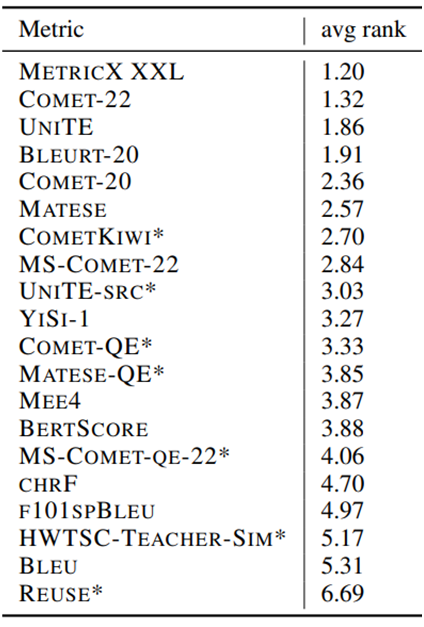 Metric avg rank
METRICX XXL 1.20
COMET-22 1.32
UNITE 1.86
BLEURT-20 1.91
COMET-20 2.36
MATESE 2.57
COMETKIWI* 2.70
MS-COMET-22 2.84
UNITE-SRC* 3.03
YISI-1 3.27
COMET-QE* 3.33
MATESE-QE* 3.85
MEE4 3.87
BERTSCORE 3.88
MS-COMET-QE-22* 4.06
CHRF 4.70
F101SPBLEU 4.97
HWTSC-TEACHER-SIM* 5.17
BLEU 5.31
REUSE* 6.69